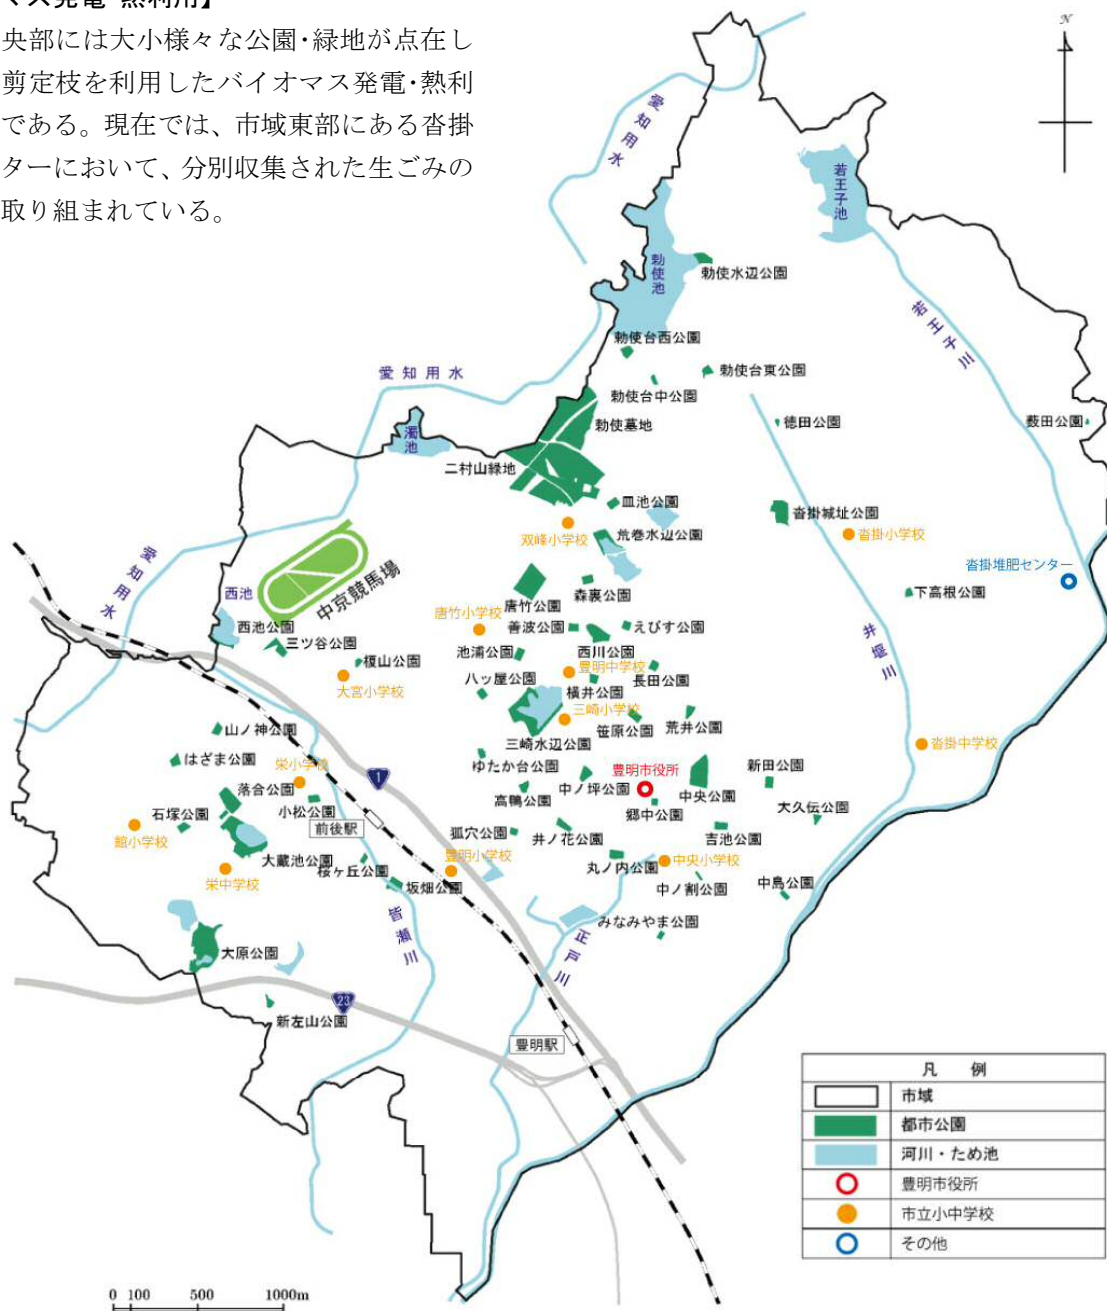 マス発電・熱利用】
央部には大小様々な公園・緑地が点在し
剪定枝を利用したバイオマス発電・熱利
である。現在では、市域東部にある沓掛
ターにおいて、分別収集された生ごみの
取り組まれている。
N
愛知用水
若王子池
勅使池
勅使水辺公園
若王子川
勅使台西公園
愛知用水
勅使台東公園
勅使台中公園
濁池
勅使墓地
徳田公園
薮田公園
二村山緑地
皿池公園
沓掛城址公園
双峰小学校
荒巻水辺公園
沓掛小学校
愛知用水
中京競馬場
沓掛堆肥センター
西池
森裏公園
下高根公園
唐竹公園
唐竹小学校
西池公園
善波公園
えびす公園
井堰川
三ツ谷公園
池浦公園
西川公園
榎山公園
豊明中学校
大宮小学校
八ッ屋公園
長田公園
横井公園
三崎小学校
山ノ神公園
笹原公園
荒井公園
三崎水辺公園
沓掛中学校
はざま公園
栄小学校
ゆたか台公園
豊明市役所
新田公園
1
落合公園
中ノ坪公園
中央公園
小松公園
高鴨公園
郷中公園
大久伝公園
石塚公園
前後駅
狐穴公園
井ノ花公園
吉池公園
館小学校
大蔵池公園
豊明小学校
丸ノ内公園
中央小学校
桜ヶ丘公園
栄中学校
坂畑公園
中ノ割公園
中島公園
皆瀬川
みなみやま公園
正戸川
大原公園
23
新左山公園
豊明駅
凡 例
市域
都市公園
河川・ため池
豊明市役所
市立小中学校
その他
0 100 500 1000m